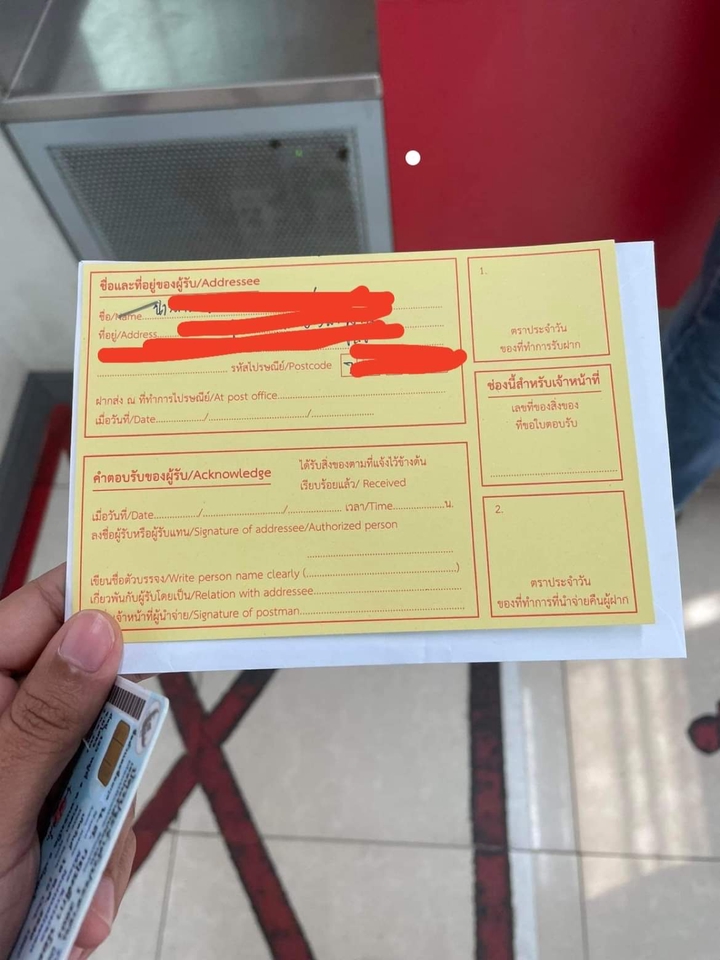 ชื่อและที่อยู่ของผู้รับ/Addressee
ชื่อ/Name
ที่อยู่/Address
รหัสไปรษณีย์/Postcode
ฝากส่ง ณ ที่ทำการไปรษณีย์/At post office
เมื่อวันที่/Date / /
1.
ตราประจำวัน
ของที่ทำการรับฝาก
ช่องนี้สำหรับเจ้าหน้าที่
เลขที่ของสิ่งของ
ที่ขอใบตอบรับ
คำตอบรับของผู้รับ/Acknowledge
ได้รับสิ่งของตามที่แจ้งไว้ข้างต้น
เรียบร้อยแล้ว/ Received
เมื่อวันที่/Date / / เวลา/Time น.
ลงชื่อผู้รับหรือผู้รับแทน/Signature of addressee/Authorized person
เขียนชื่อตัวบรรจง/Write person name clearly ( )
เกี่ยวพันกับผู้รับโดยเป็น/Relation with addressee
เจ้าหน้าที่ผู้นำจ่าย/Signature of postman
2.
ตราประจำวัน
ของที่ทำการที่นำจ่ายคืนผู้ฝาก